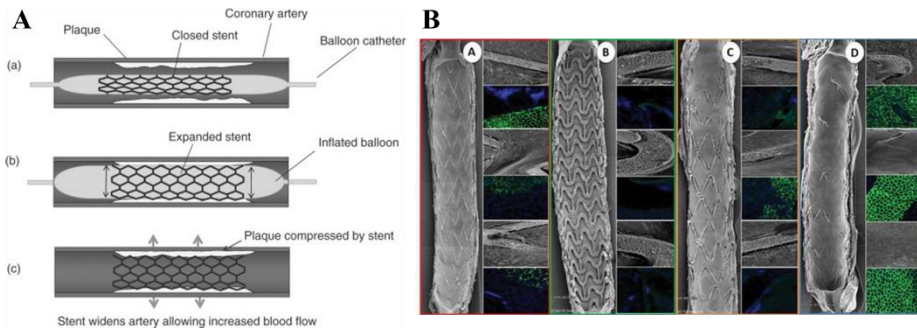 A
Coronary artery
Plaque
Closed stent
Balloon catheter
(a)
Expanded stent
Inflated balloon
(b)
Plaque compressed by stent
(c)
Stent widens artery allowing increased blood flow
B
A
B
C
D